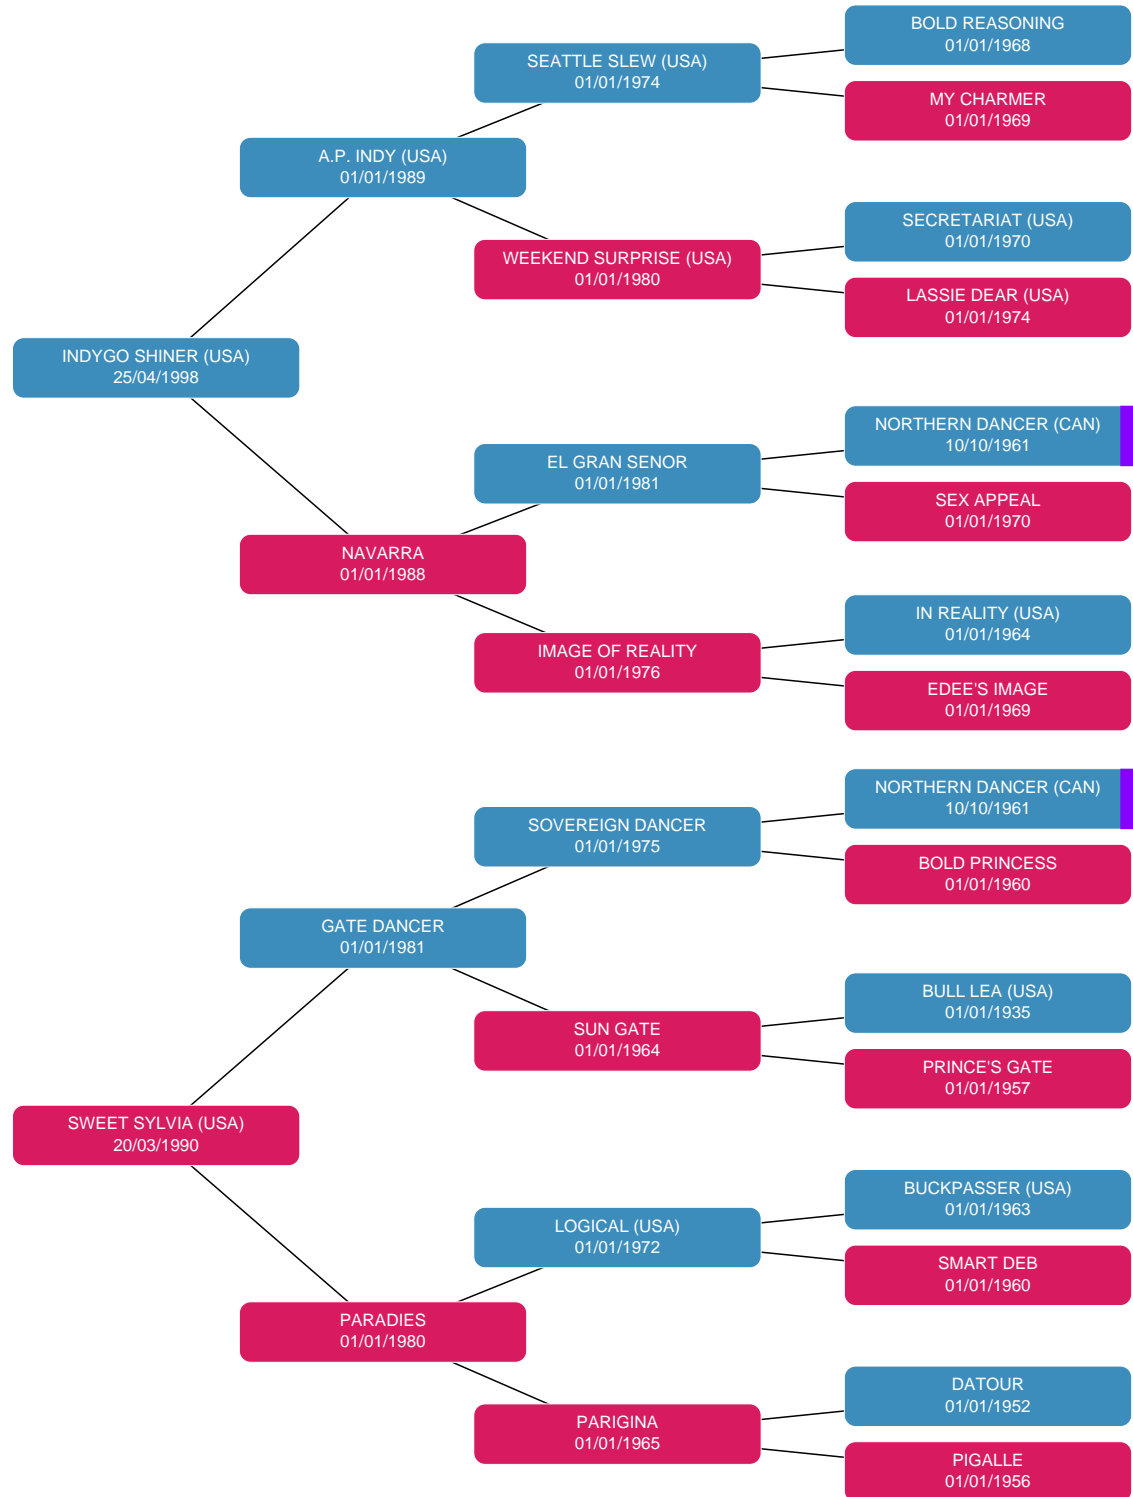 BOLD REASONING
01/01/1968
SEATTLE SLEW (USA)
01/01/1974
MY CHARMER
01/01/1969
A.P. INDY (USA)
01/01/1989
SECRETARIAT (USA)
01/01/1970
WEEKEND SURPRISE (USA)
01/01/1980
LASSIE DEAR (USA)
01/01/1974
INDYGO SHINER (USA)
25/04/1998
NORTHERN DANCER (CAN)
10/10/1961
EL GRAN SENOR
01/01/1981
SEX APPEAL
01/01/1970
NAVARRA
01/01/1988
IN REALITY (USA)
01/01/1964
IMAGE OF REALITY
01/01/1976
EDEE'S IMAGE
01/01/1969
NORTHERN DANCER (CAN)
10/10/1961
SOVEREIGN DANCER
01/01/1975
BOLD PRINCESS
01/01/1960
GATE DANCER
01/01/1981
BULL LEA (USA)
01/01/1935
SUN GATE
01/01/1964
PRINCE'S GATE
01/01/1957
SWEET SYLVIA (USA)
20/03/1990
BUCKPASSER (USA)
01/01/1963
LOGICAL (USA)
01/01/1972
SMART DEB
01/01/1960
PARADIES
01/01/1980
DATOUR
01/01/1952
PARIGINA
01/01/1965
PIGALLE
01/01/1956